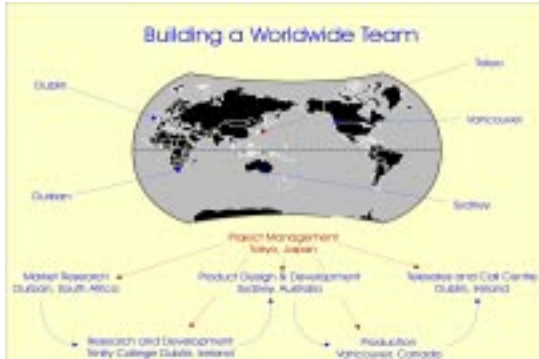 Building a Worldwide Team
Tokyo
Dublin
Vancouver
Durban
Sydney
Project Management
Tokyo, Japan
Market Research
Durban, South Africa
Product Design & Development
Sydney, Australia
Telesales and Call Centre
Dublin, Ireland
Research and Development
Trinity College Dublin, Ireland
Production
Vancouver, Canada